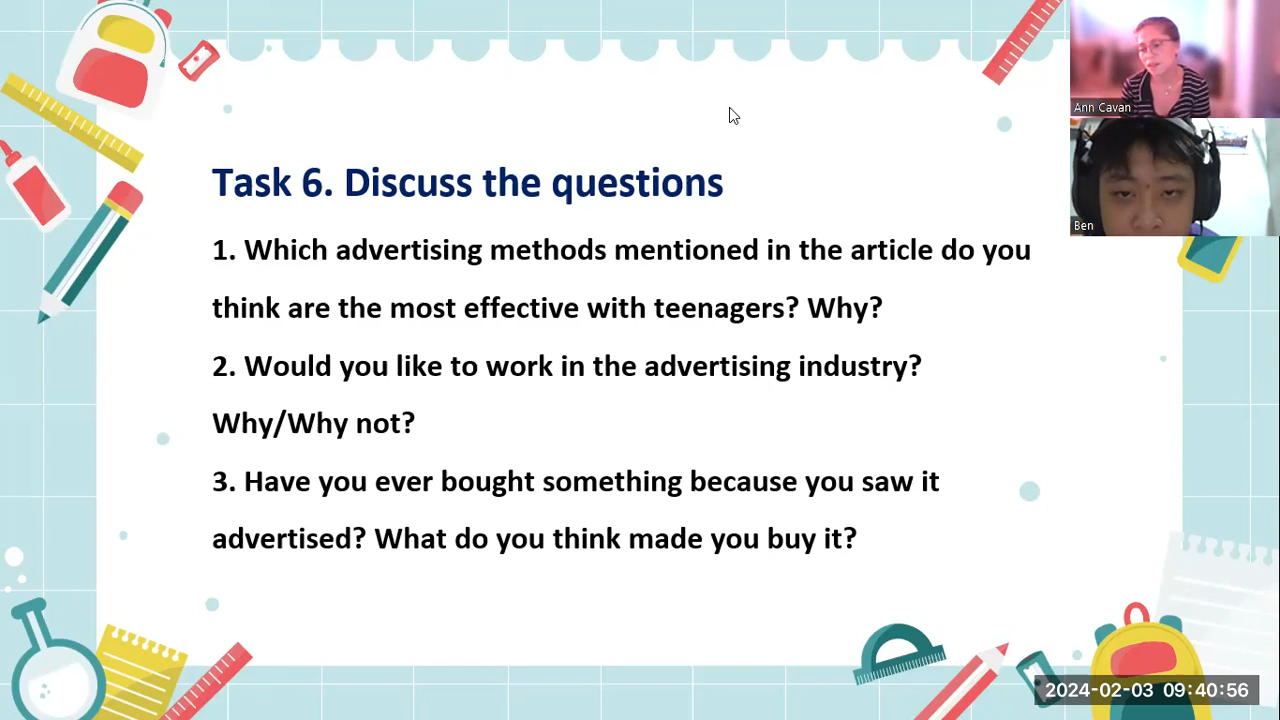 Task 6. Discuss the questions
1. Which advertising methods mentioned in the article do you
think are the most effective with teenagers? Why?
2. Would you like to work in the advertising industry?
Why/Why not?
3. Have you ever bought something because you saw it
advertised? What do you think made you buy it?
Ann Cavan
Ben
2024-02-03 09:40:56